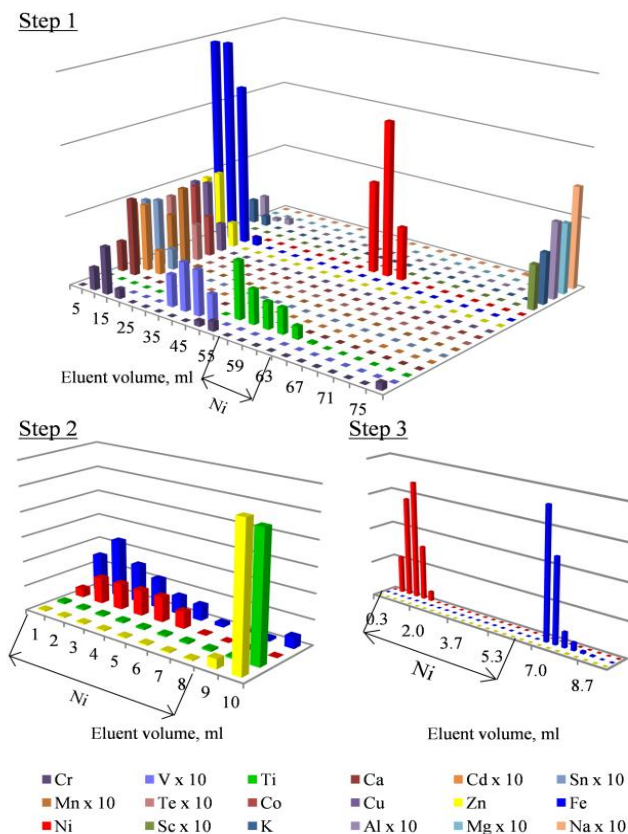 Step 1
5 15 25 35 45 55 59 63 67 71 75
Eluent volume, ml
Ni
Step 2
1 2 3 4 5 6 7 8 9 10
Ni
Eluent volume, ml
Step 3
0.3 2.0 3.7 5.3 7.0 8.7
Ni
Eluent volume, ml
Cr V x 10 Ti Ca Cd x 10 Sn x 10
Mn x 10 Te x 10 Co Cu Zn Fe
Ni Sc x 10 K Al x 10 Mg x 10 Na x 10